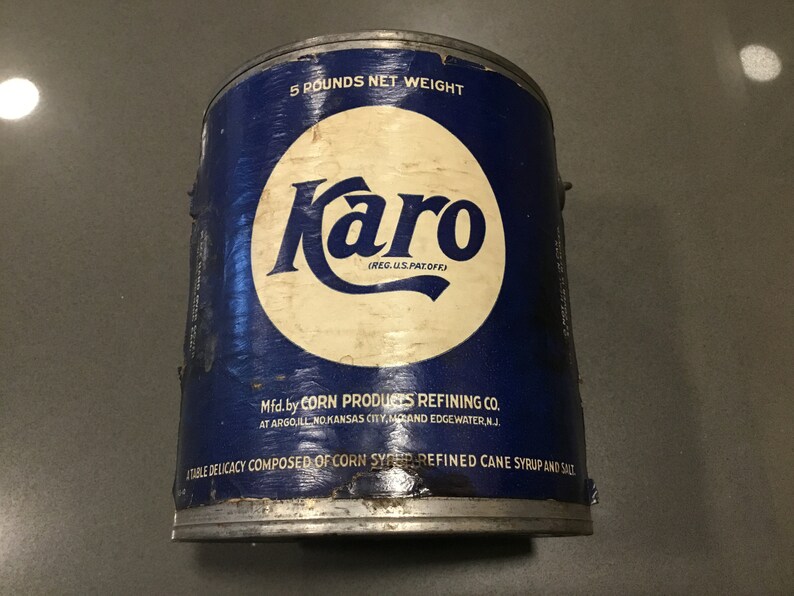 5 POUNDS NET WEIGHT
Karo
(REG. U.S. PAT. OFF.)
Mfd. by CORN PRODUCTS REFINING CO.
AT ARGO, ILL., NO. KANSAS CITY, MO. AND EDGEWATER, N.J.
A TABLE DELICACY COMPOSED OF CORN SYRUP-REFINED CANE SYRUP AND SALT.